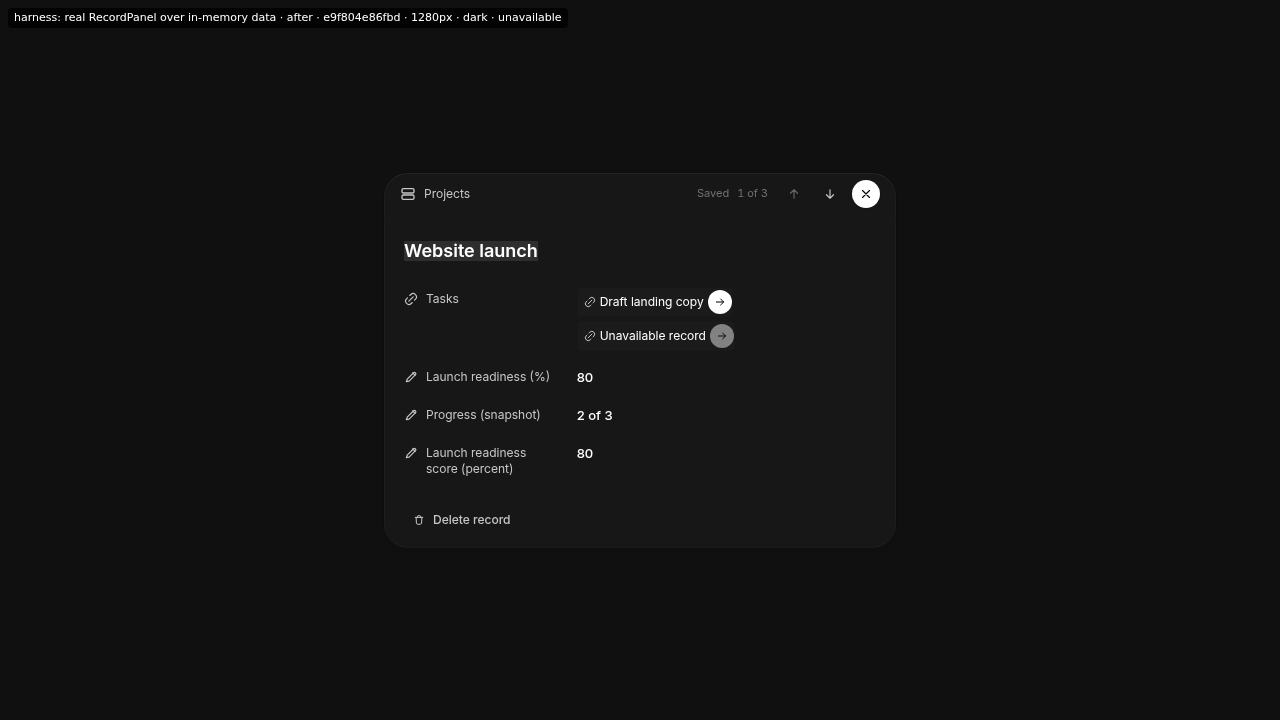 harness: real RecordPanel over in-memory data · after · e9f804e86fbd · 1280px · dark · unavailable
Projects
Saved 1 of 3
Website launch
Tasks
Draft landing copy
Unavailable record
Launch readiness (%)
80
Progress (snapshot)
2 of 3
Launch readiness
score (percent)
80
Delete record